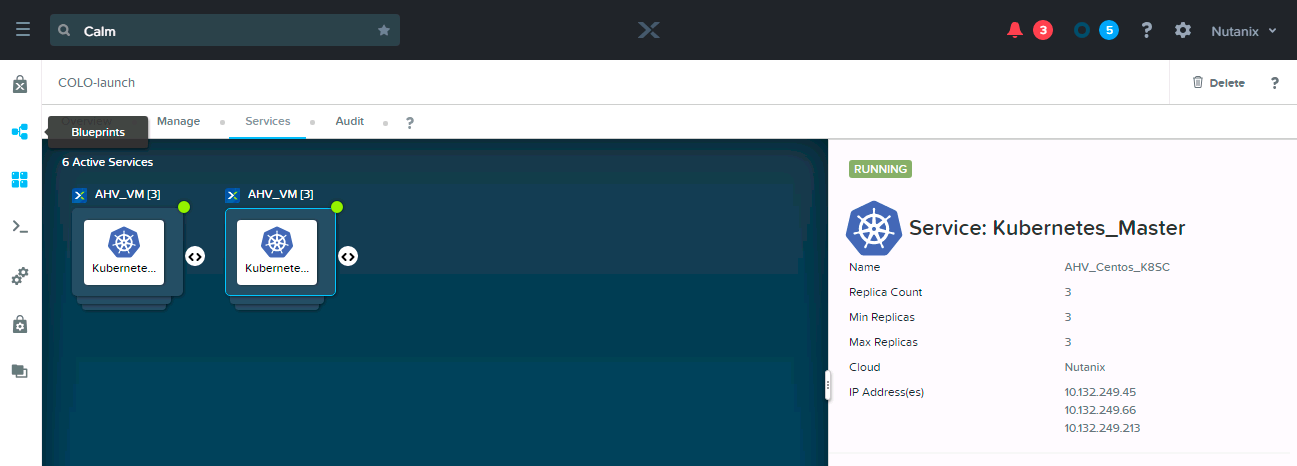 Calm
3
5
?
Nutanix
COLO-launch
Delete
?
Blueprints
Manage
Services
Audit
?
6 Active Services
AHV_VM [3]
AHV_VM [3]
Kubernete...
Kubernete...
RUNNING
Service: Kubernetes_Master
Name AHV_Centos_K8SC
Replica Count 3
Min Replicas 3
Max Replicas 3
Cloud Nutanix
IP Address(es) 10.132.249.45
10.132.249.66
10.132.249.213